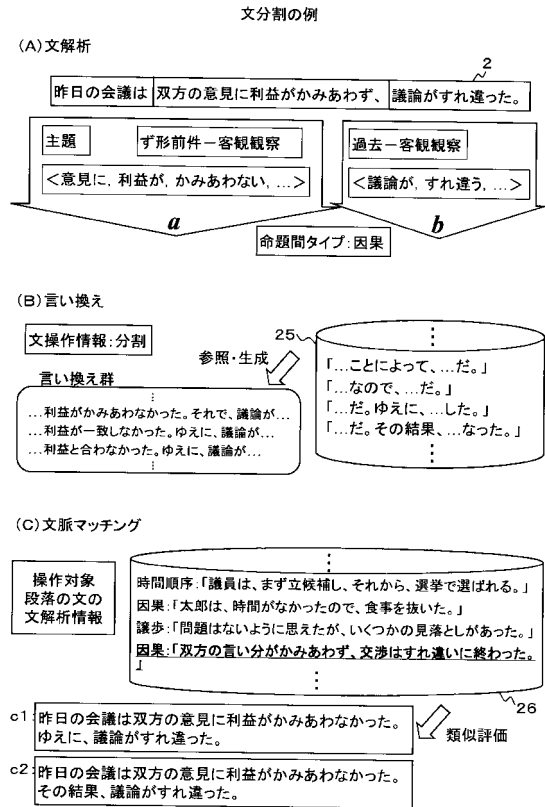 文分割の例
(A)文解析
2
昨日の会議は 双方の意見に利益がかみあわず、 議論がすれ違った。
主題 ず形前件－客観観察 過去－客観観察
＜意見に, 利益が, かみあわない, …＞ ＜議論が, すれ違う, …＞
a b
命題間タイプ:因果
(B)言い換え
文操作情報:分割
参照・生成
25
言い換え群
⋮
…利益がかみあわなかった。それで、議論が…
…利益が一致しなかった。ゆえに、議論が…
…利益と合わなかった。ゆえに、議論が…
⋮
⋮
「…ことによって、…だ。」
「…なので、…だ。」
「…だ。ゆえに、…した。」
「…だ。その結果、…なった。」
⋮
(C)文脈マッチング
操作対象
段落の文の
文解析情報
⋮
時間順序:「議員は、まず立候補し、それから、選挙で選ばれる。」
因果:「太郎は、時間がなかったので、食事を抜いた。」
譲歩:「問題はないように思えたが、いくつかの見落としがあった。」
因果:「双方の言い分がかみあわず、交渉はすれ違いに終わった。
」
⋮
26
類似評価
c1: 昨日の会議は双方の意見に利益がかみあわなかった。
ゆえに、議論がすれ違った。
c2: 昨日の会議は双方の意見に利益がかみあわなかった。
その結果、議論がすれ違った。